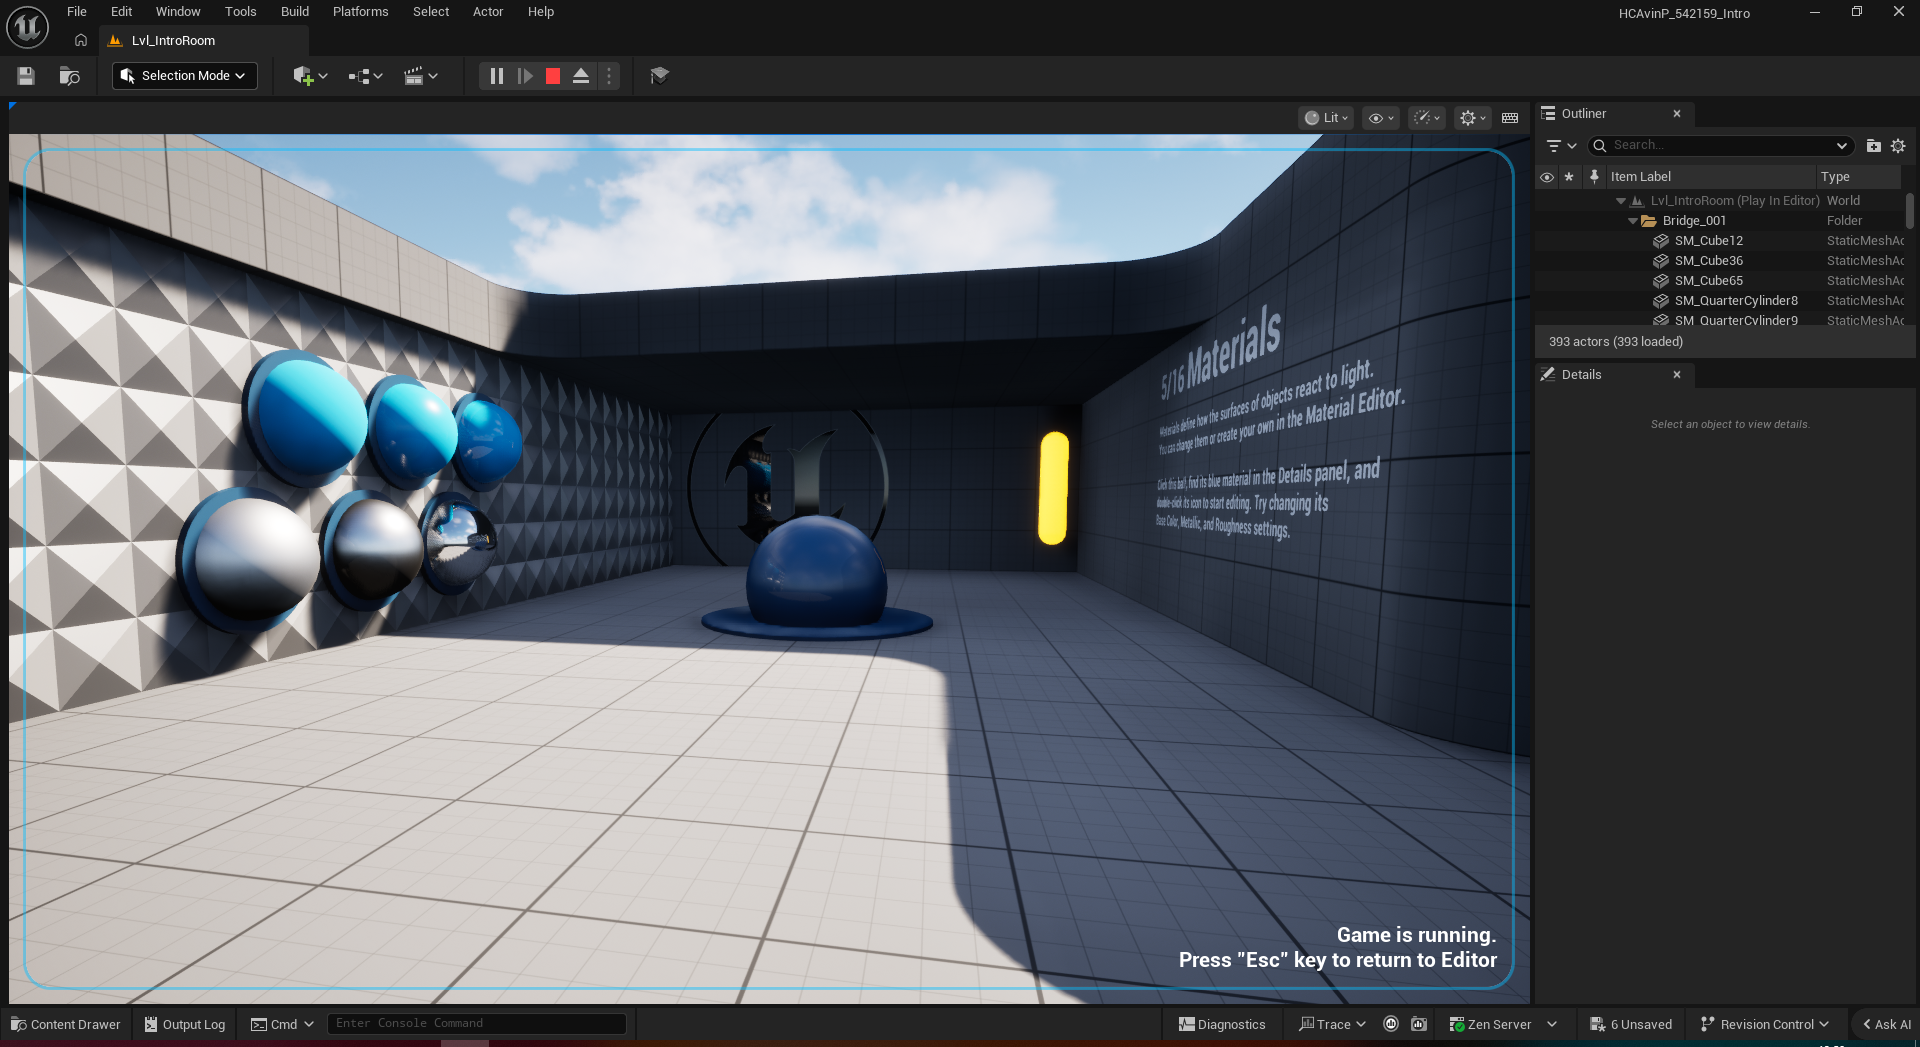 File Edit Window Tools Build Platforms Select Actor Help
HCAvinP_542159_Intro
Lvl_IntroRoom
Selection Mode
Lit
Outliner
Search...
Item Label Type
Lvl_IntroRoom (Play In Editor) World
Bridge_001 Folder
SM_Cube12 StaticMeshAc
SM_Cube36 StaticMeshAc
SM_Cube65 StaticMeshAc
SM_QuarterCylinder8 StaticMeshAc
SM_QuarterCylinder9 StaticMeshAc
393 actors (393 loaded)
Details
Select an object to view details.
5/16 Materials
Materials define how the surfaces of objects react to light.
You can change them or create your own in the Material Editor.
Click this ball, find its blue material in the Details panel, and
double-click its icon to start editing. Try changing its
Base Color, Metallic, and Roughness settings.
Game is running.
Press "Esc" key to return to Editor
Content Drawer Output Log Cmd Enter Console Command Diagnostics Trace Zen Server 6 Unsaved Revision Control Ask AI